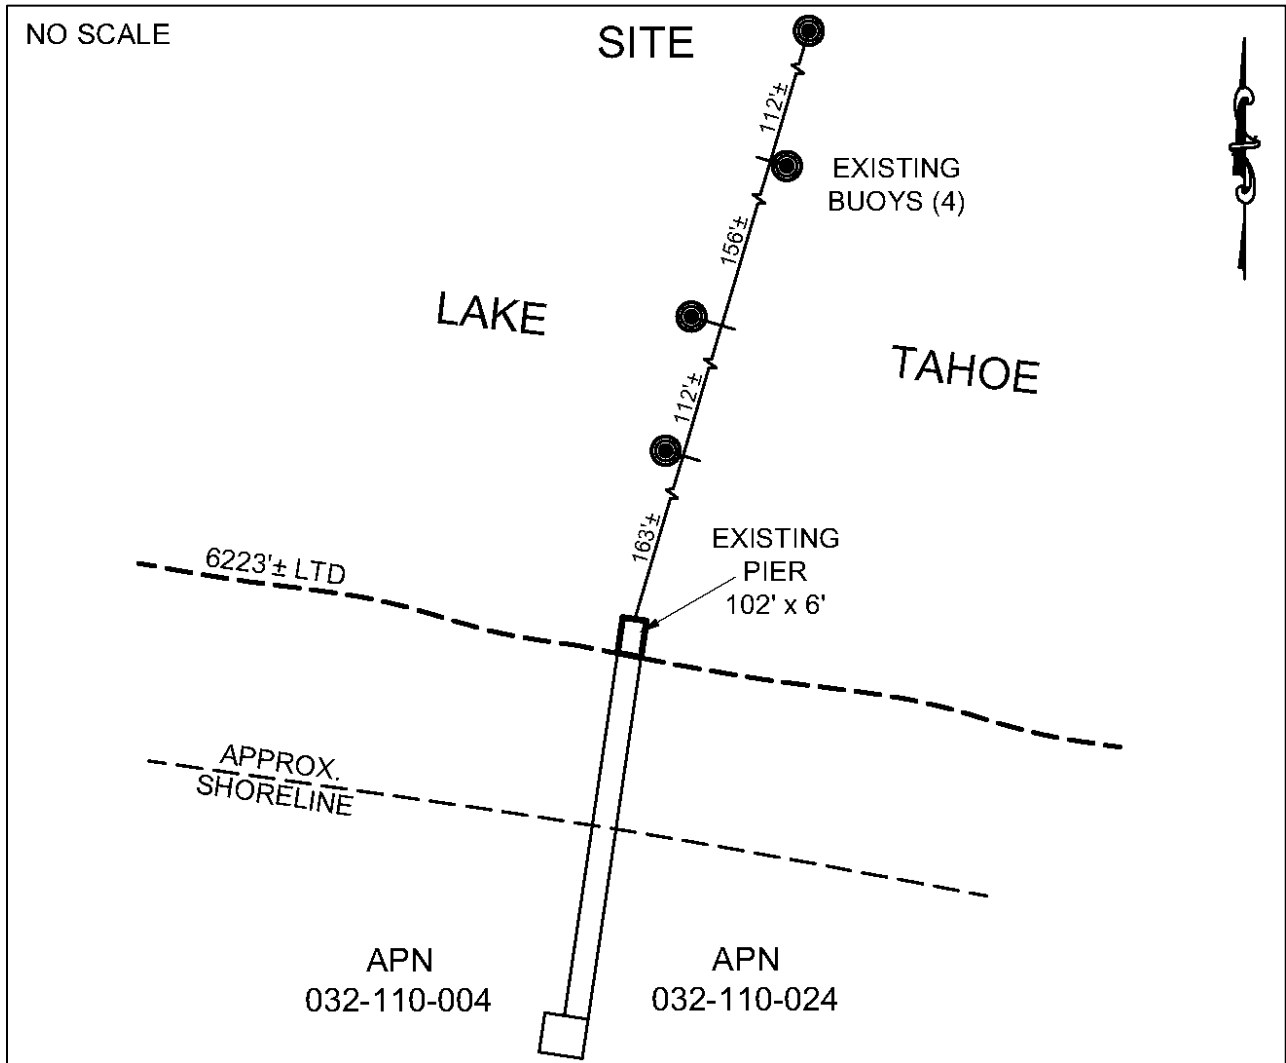 NO SCALE
SITE
112'±
EXISTING
BUOYS (4)
156'±
LAKE
TAHOE
112'±
163'±
EXISTING
PIER
102' x 6'
6223'± LTD
APPROX.
SHORELINE
APN
032-110-004
APN
032-110-024